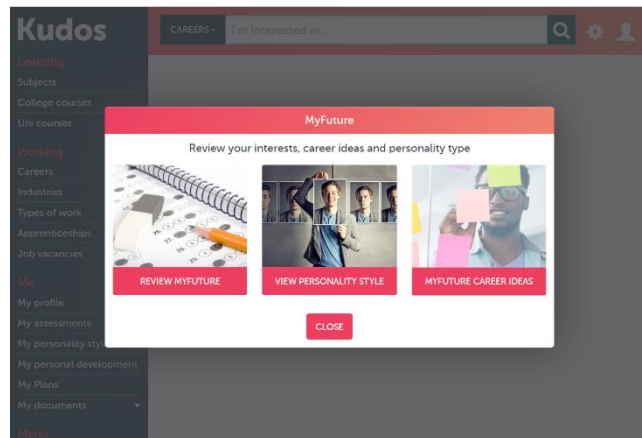 Kudos
CAREERS
I'm interested in...
Learning
Subjects
College courses
Uni courses
Working
Careers
Industries
Types of work
Apprenticeships
Job vacancies
Me
My profile
My assessments
My personality styl
My personal development
My Plans
My documents
Menu
MyFuture
Review your interests, career ideas and personality type
REVIEW MYFUTURE
VIEW PERSONALITY STYLE
MYFUTURE CAREER IDEAS
CLOSE